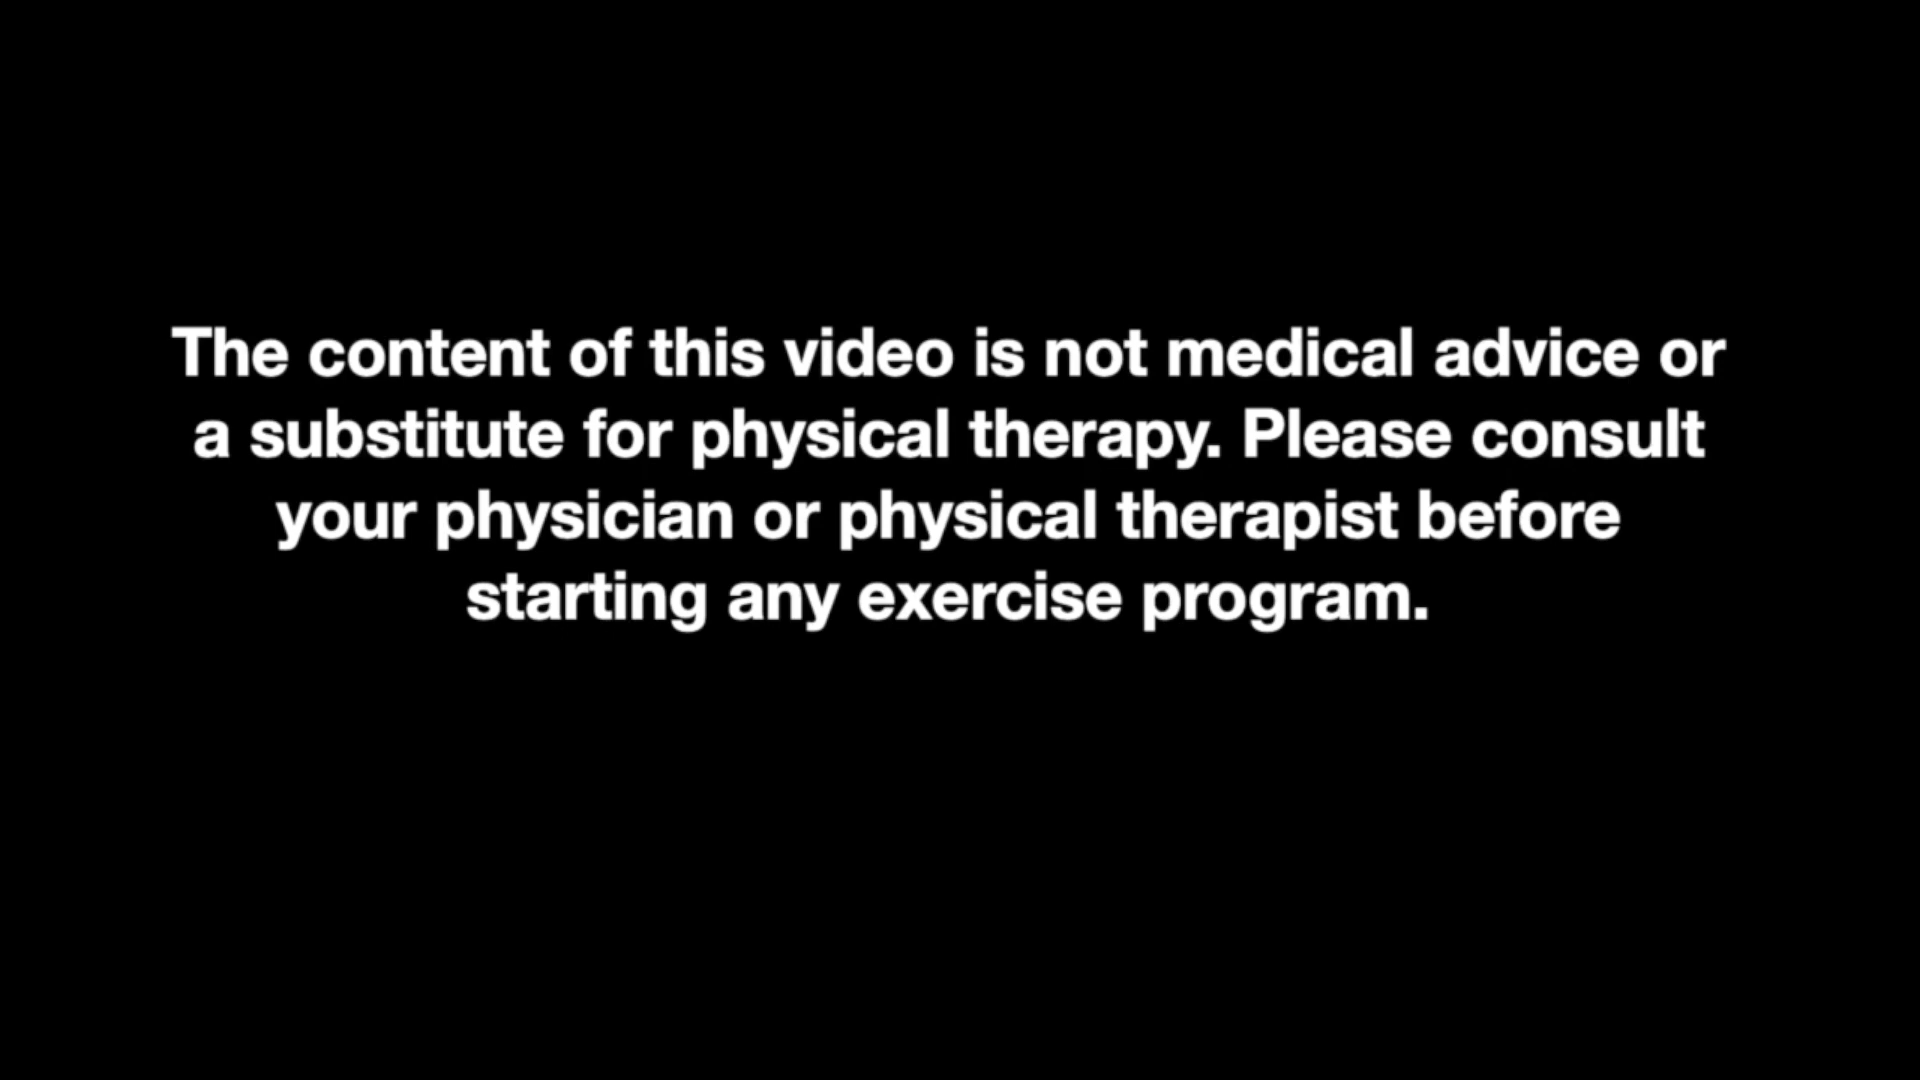 The content of this video is not medical advice or
a substitute for physical therapy. Please consult
your physician or physical therapist before
starting any exercise program.